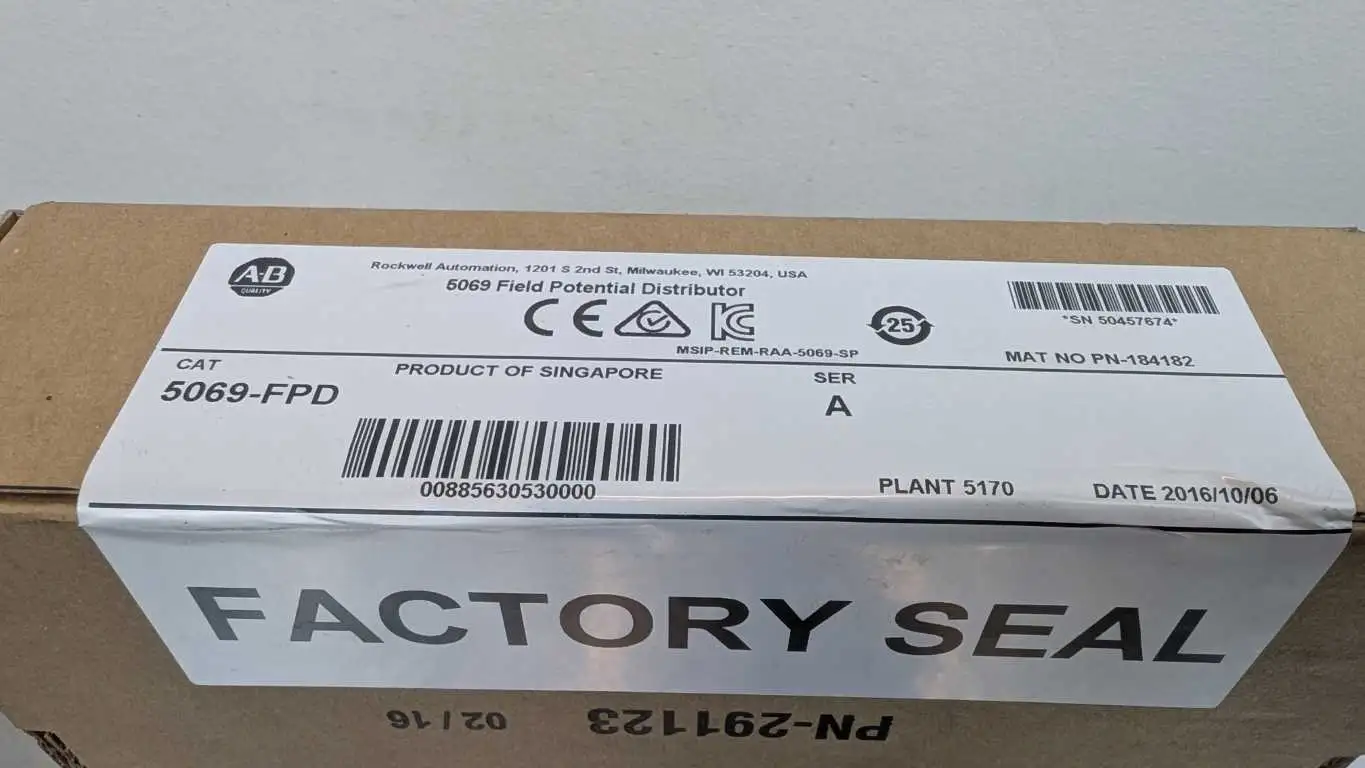 A-B
QUALITY
Rockwell Automation, 1201 S 2nd St, Milwaukee, WI 53204, USA
5069 Field Potential Distributor
CE
KC
25
*SN 50457674*
MSIP-REM-RAA-5069-SP
MAT NO PN-184182
CAT
5069-FPD
PRODUCT OF SINGAPORE
SER
A
00885630530000
PLANT 5170
DATE 2016/10/06
FACTORY SEAL
PN-291123
02/16